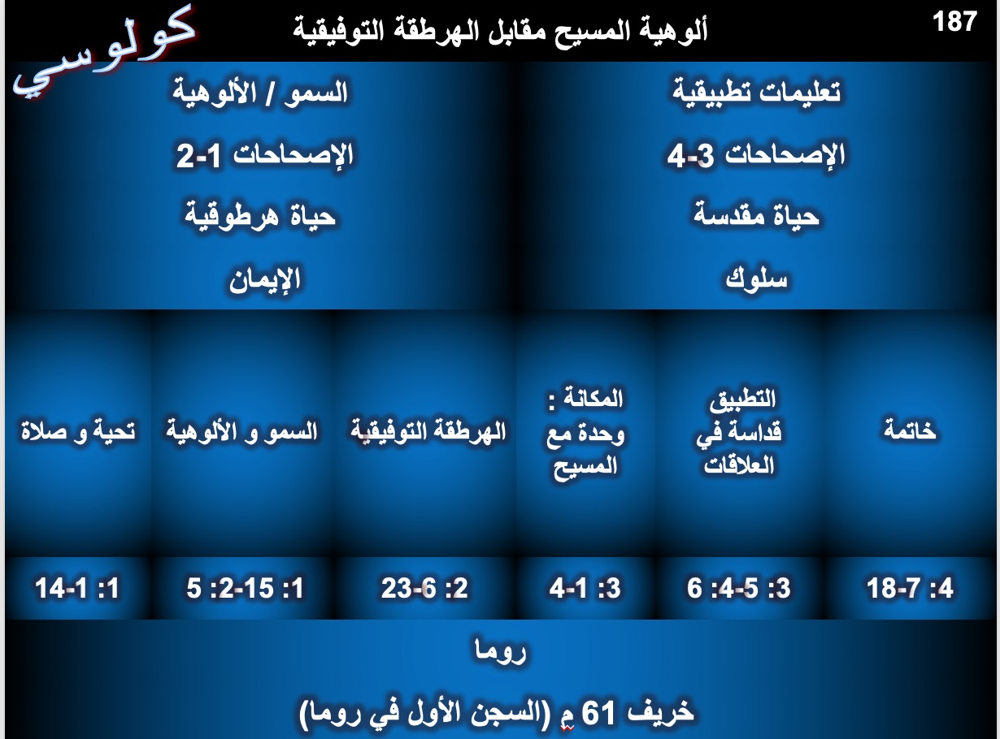 187
ألوهية المسيح مقابل الهرطقة التوفيقية
كولوسي
تعليمات تطبيقية
السمو / الألوهية
الإصحاحات 3-4
الإصحاحات 1-2
حياة مقدسة
حياة هرطوقية
سلوك
الإيمان
تحية و صلاة
السمو و الألوهية
الهرطقة التوفيقية
المكانة :
وحدة مع
المسيح
التطبيق
قداسة في
العلاقات
خاتمة
1: 1-14
1: 15-2: 5
2: 6-23
3: 1-4
3: 5-4: 6
4: 7-18
روما
خريف 61 م (السجن الأول في روما)